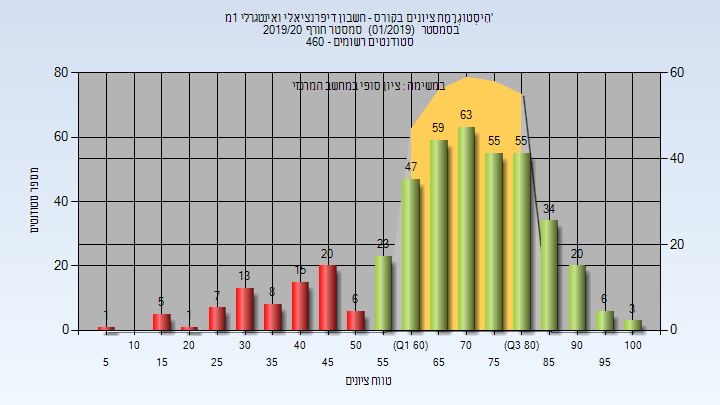 הִיסְטוֹגְרַמַת ציונים בקורס - חשבון דיפרנציאלי ואינטגרלי 1מ'
בסמסטר (01/2019) סמסטר חורף 2019/20
סטודנטים רשומים - 460
במשימה : ציון סופי במחשב המרכזי
80 60
60 40
40 20
20 0
0
מספר סטודנטים
1 5 1 7 13 8 15 20 6 23 47 59 63 55 55 34 20 6 3
10 20 30 40 50 (Q1 60) 70 (Q3 80) 90 100
5 15 25 35 45 55 65 75 85 95
טווח ציונים